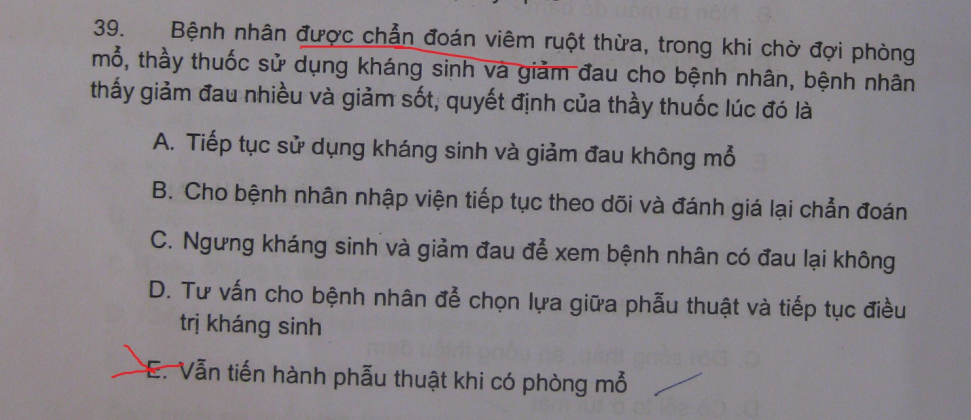 39. Bệnh nhân được chẩn đoán viêm ruột thừa, trong khi chờ đợi phòng
mổ, thầy thuốc sử dụng kháng sinh và giảm đau cho bệnh nhân, bệnh nhân
thấy giảm đau nhiều và giảm sốt, quyết định của thầy thuốc lúc đó là
A. Tiếp tục sử dụng kháng sinh và giảm đau không mổ
B. Cho bệnh nhân nhập viện tiếp tục theo dõi và đánh giá lại chẩn đoán
C. Ngưng kháng sinh và giảm đau để xem bệnh nhân có đau lại không
D. Tư vấn cho bệnh nhân để chọn lựa giữa phẫu thuật và tiếp tục điều
trị kháng sinh
E. Vẫn tiến hành phẫu thuật khi có phòng mổ